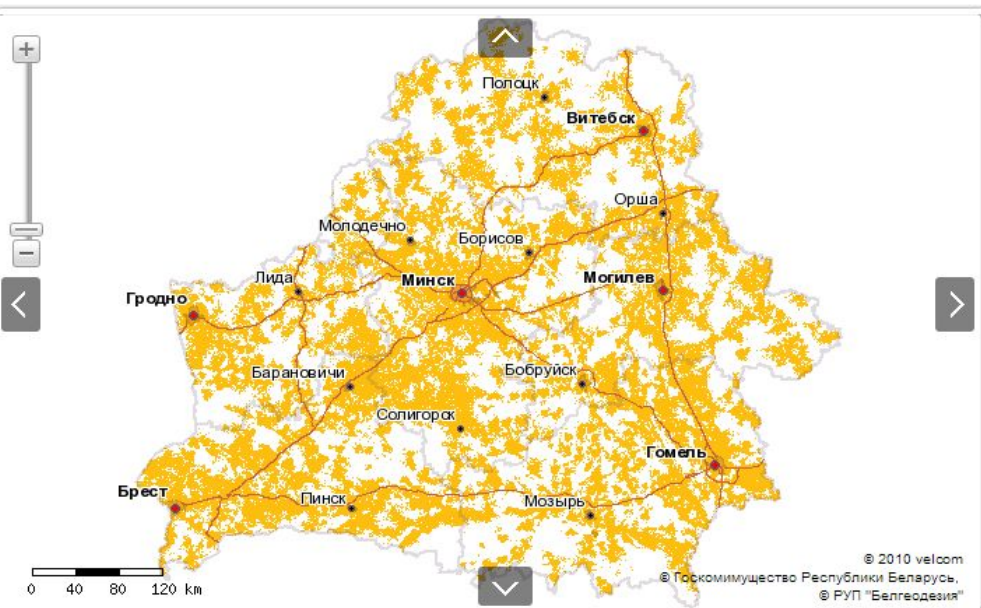 Полоцк
Витебск
Орша
Молодечно
Борисов
Лида
Минск
Могилев
Гродно
Барановичи
Бобруйск
Солигорск
Гомель
Брест
Пинск
Мозырь
0 40 80 120 km
© 2010 velcom
© Госкомимущество Республики Беларусь,
© РУП "Белгеодезия"